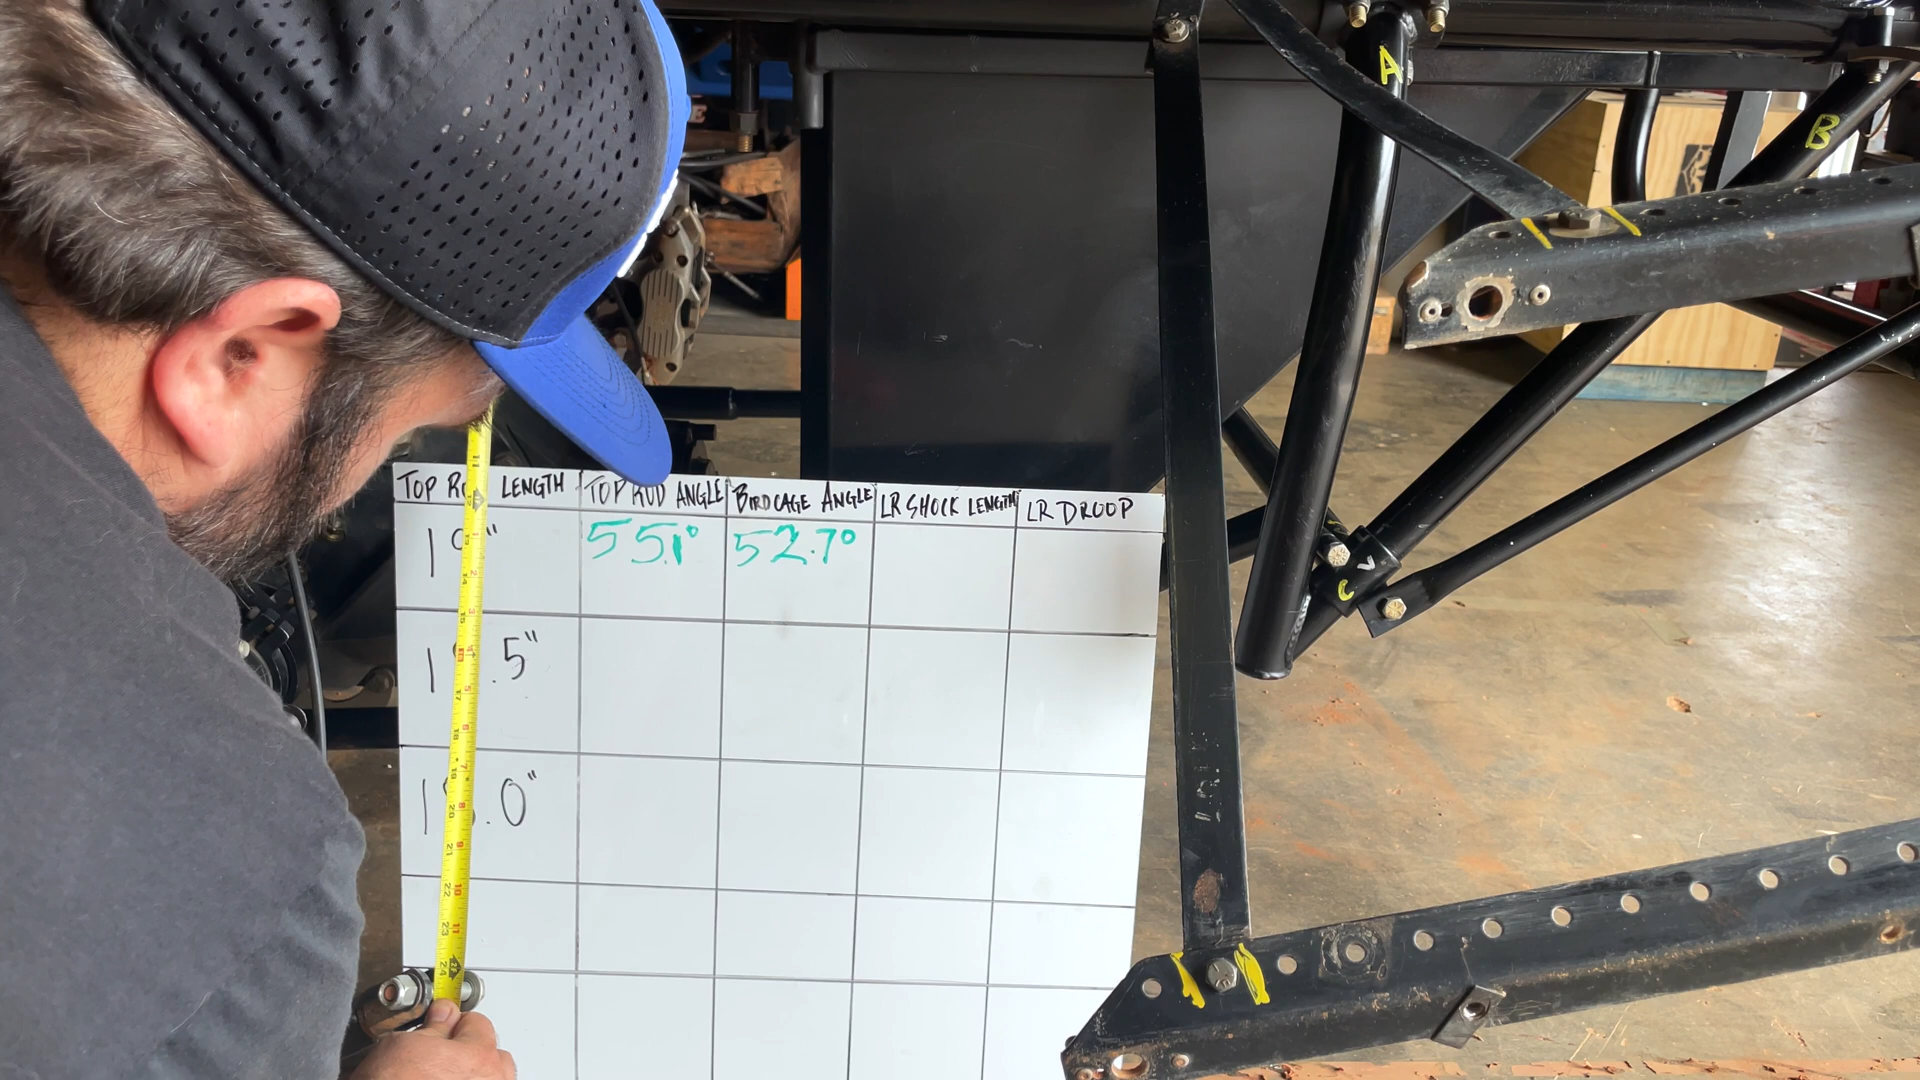 A
B
TOP LENGTH TOP ROD ANGLE BIRDCAGE ANGLE LR SHOCK LENGTH LR DROOP
55.1° 52.7°
.5"
.0"
C